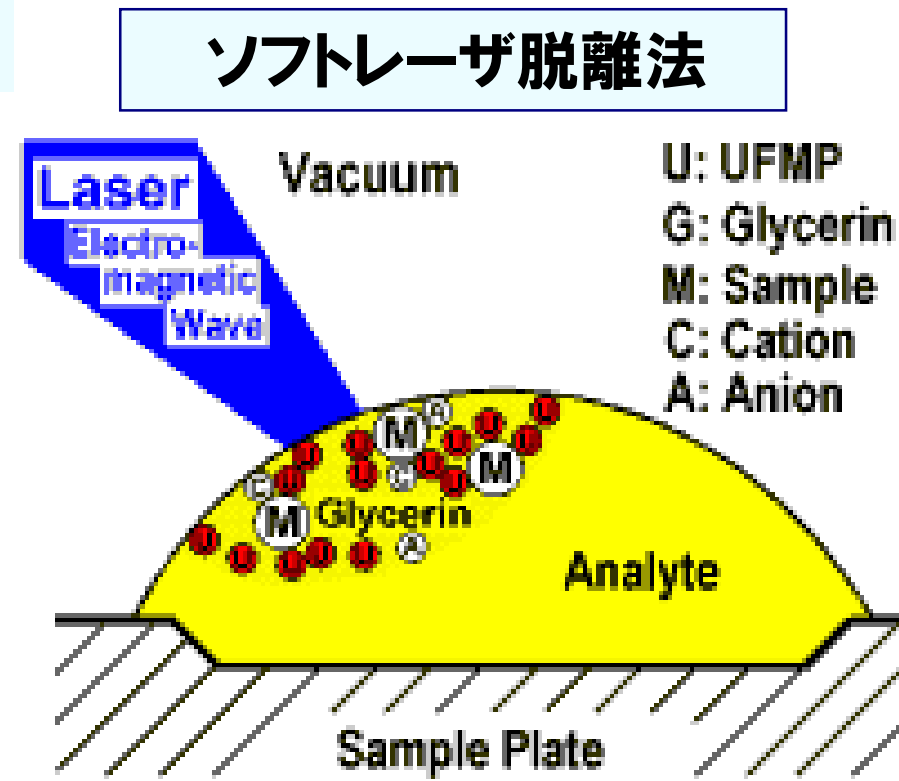 ソフトレーザ脱離法
Laser
Electro-
magnetic
Wave
Vacuum
U: UFMP
G: Glycerin
M: Sample
C: Cation
A: Anion
M
A
U
U
U
U
U
U
U
C
U
U
U
M
C
M
Glycerin
U
U
U
U
U
A
Analyte
Sample Plate